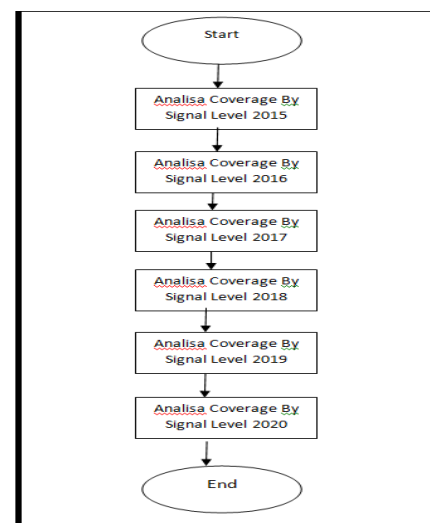 Start
Analisa Coverage By
Signal Level 2015
Analisa Coverage By
Signal Level 2016
Analisa Coverage By
Signal Level 2017
Analisa Coverage By
Signal Level 2018
Analisa Coverage By
Signal Level 2019
Analisa Coverage By
Signal Level 2020
End